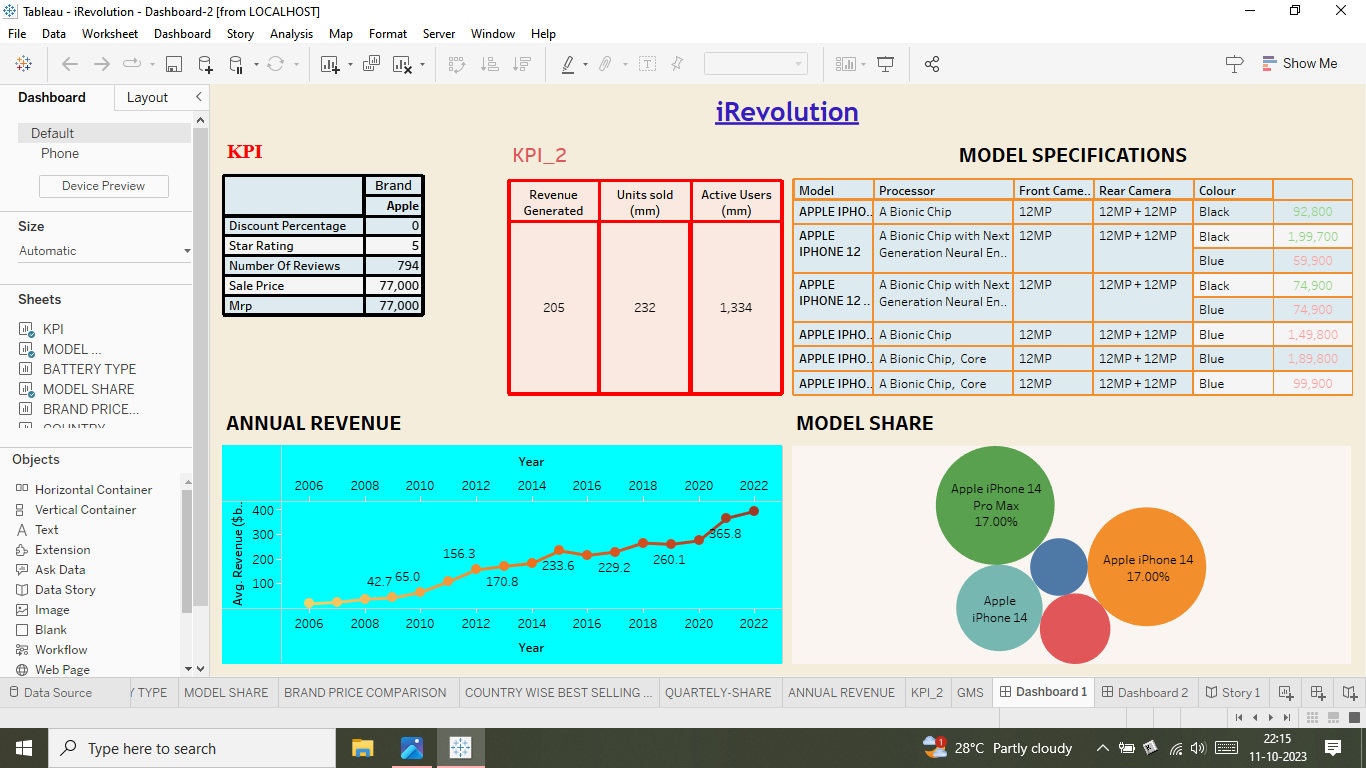 Tableau - iRevolution - Dashboard-2 [from LOCALHOST]
File Data Worksheet Dashboard Story Analysis Map Format Server Window Help
Show Me
Dashboard Layout
Default
Phone
Device Preview
Size
Automatic
Sheets
KPI
MODEL ...
BATTERY TYPE
MODEL SHARE
BRAND PRICE...
COUNTRY
Objects
Horizontal Container
Vertical Container
Text
Extension
Ask Data
Data Story
Image
Blank
Workflow
Web Page
iRevolution
KPI
Brand
Apple
Discount Percentage 0
Star Rating 5
Number Of Reviews 794
Sale Price 77,000
Mrp 77,000
KPI_2
Revenue Generated Units sold (mm) Active Users (mm)
205 232 1,334
MODEL SPECIFICATIONS
Model Processor Front Came.. Rear Camera Colour
APPLE IPHO.. A Bionic Chip 12MP 12MP + 12MP Black 92,800
APPLE IPHONE 12 A Bionic Chip with Next Generation Neural En.. 12MP 12MP + 12MP Black 1,99,700
Blue 59,900
APPLE IPHONE 12 .. A Bionic Chip with Next Generation Neural En.. 12MP 12MP + 12MP Black 74,900
Blue 74,900
APPLE IPHO.. A Bionic Chip 12MP 12MP + 12MP Blue 1,49,800
APPLE IPHO.. A Bionic Chip, Core 12MP 12MP + 12MP Blue 1,89,800
APPLE IPHO.. A Bionic Chip, Core 12MP 12MP + 12MP Blue 99,900
ANNUAL REVENUE
Year
2006 2008 2010 2012 2014 2016 2018 2020 2022
Avg. Revenue ($b..
400
300
200
100
42.7 65.0 156.3 170.8 233.6 229.2 260.1 365.8
2006 2008 2010 2012 2014 2016 2018 2020 2022
Year
MODEL SHARE
Apple iPhone 14
Pro Max
17.00%
Apple iPhone 14
17.00%
Apple
iPhone 14
Data Source Y TYPE MODEL SHARE BRAND PRICE COMPARISON COUNTRY WISE BEST SELLING ... QUARTELY-SHARE ANNUAL REVENUE KPI_2 GMS Dashboard 1 Dashboard 2 Story 1
Type here to search
1
28°C Partly cloudy
22:15
11-10-2023